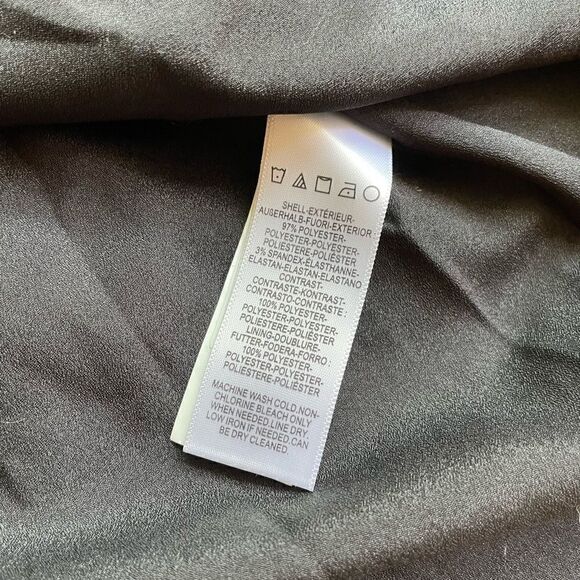 SHELL-EXTÉRIEUR-
AUßERHALB-FUORI-EXTERIOR :
97% POLYESTER-
POLYESTER-POLYESTER-
POLIESTERE-POLIÉSTER
3% SPANDEX-ÉLASTHANNE-
ELASTAN-ELASTAN-ELASTANO
CONTRAST-
CONTRASTE-KONTRAST-
CONTRASTO-CONTRASTE :
100% POLYESTER-
POLYESTER-POLYESTER-
POLIESTERE-POLIÉSTER
LINING-DOUBLURE-
FUTTER-FODERA-FORRO :
100% POLYESTER-
POLYESTER-POLYESTER-
POLIESTERE-POLIÉSTER
MACHINE WASH COLD.NON-
CHLORINE BLEACH ONLY
WHEN NEEDED LINE DRY
LOW IRON IF NEEDED.CAN
BE DRY CLEANED.